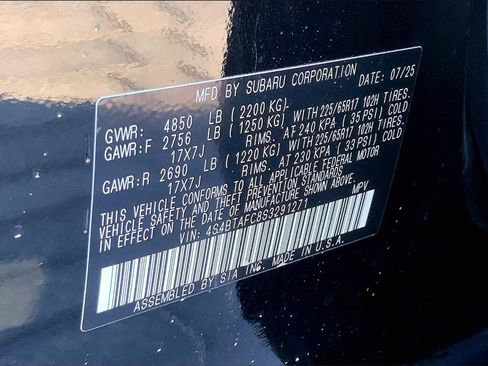 MFD BY SUBARU CORPORATION DATE: 07/25
GVWR: 4850 LB (2200 KG)
GAWR:F 2756 LB (1250 KG) WITH 225/65R17 102H TIRES.
17X7J RIMS. AT 240 KPA (35 PSI) COLD
GAWR:R 2690 LB (1220 KG) WITH 225/65R17 102H TIRES.
17X7J RIMS. AT 230 KPA (33 PSI) COLD
THIS VEHICLE CONFORMS TO ALL APPLICABLE FEDERAL MOTOR
VEHICLE SAFETY AND THEFT PREVENTION STANDARDS
IN EFFECT ON THE DATE OF MANUFACTURE SHOWN ABOVE.
VIN: 4S4BTAFC8S3291271 MPV
ASSEMBLED BY SIA INC. MADE IN U.S.A.